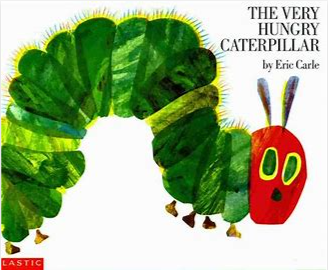 THE VERY
HUNGRY
CATERPILLAR
by Eric Carle
LASTIC